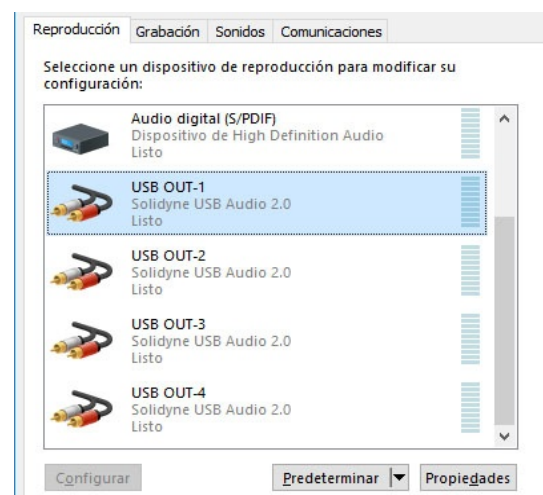 Reproducción Grabación Sonidos Comunicaciones
Seleccione un dispositivo de reproducción para modificar su
configuración:
Audio digital (S/PDIF)
Dispositivo de High Definition Audio
Listo
USB OUT-1
Solidyne USB Audio 2.0
Listo
USB OUT-2
Solidyne USB Audio 2.0
Listo
USB OUT-3
Solidyne USB Audio 2.0
Listo
USB OUT-4
Solidyne USB Audio 2.0
Listo
Configurar Predeterminar Propiedades